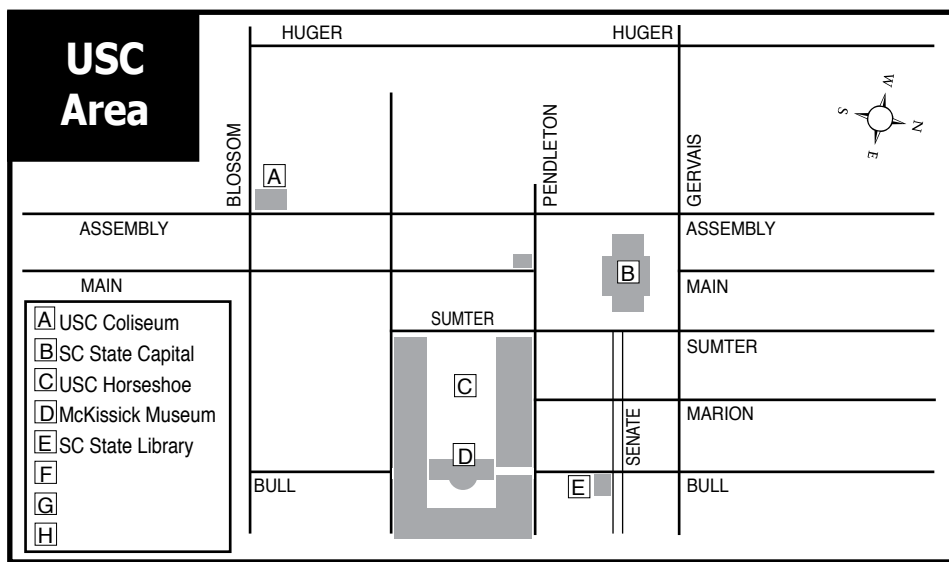 USC
Area
HUGER
HUGER
BLOSSOM
PENDLETON
GERVAIS
W
S
N
E
A
ASSEMBLY
ASSEMBLY
B
MAIN
MAIN
SUMTER
SUMTER
C
MARION
SENATE
D
BULL
E
BULL
A USC Coliseum
B SC State Capital
C USC Horseshoe
D McKissick Museum
E SC State Library
F
G
H